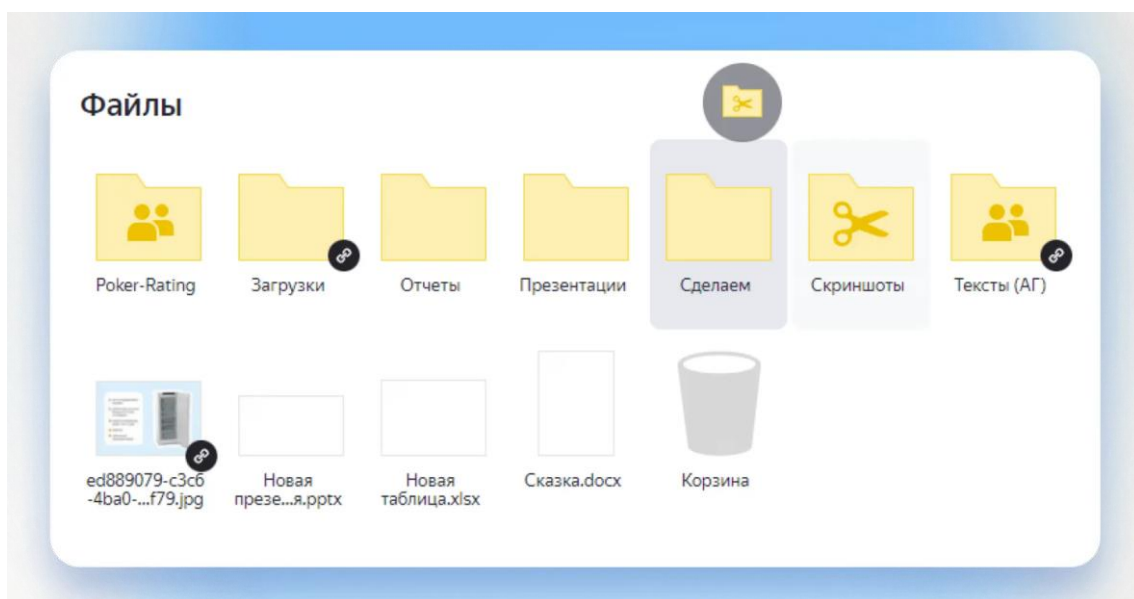 Файлы
Poker-Rating
Загрузки
Отчеты
Презентации
Сделаем
Скриншоты
Тексты (АГ)
ed889079-c3c6
-4ba0-...f79.jpg
Новая
презе...я.pptx
Новая
таблица.xlsx
Сказка.docx
Корзина